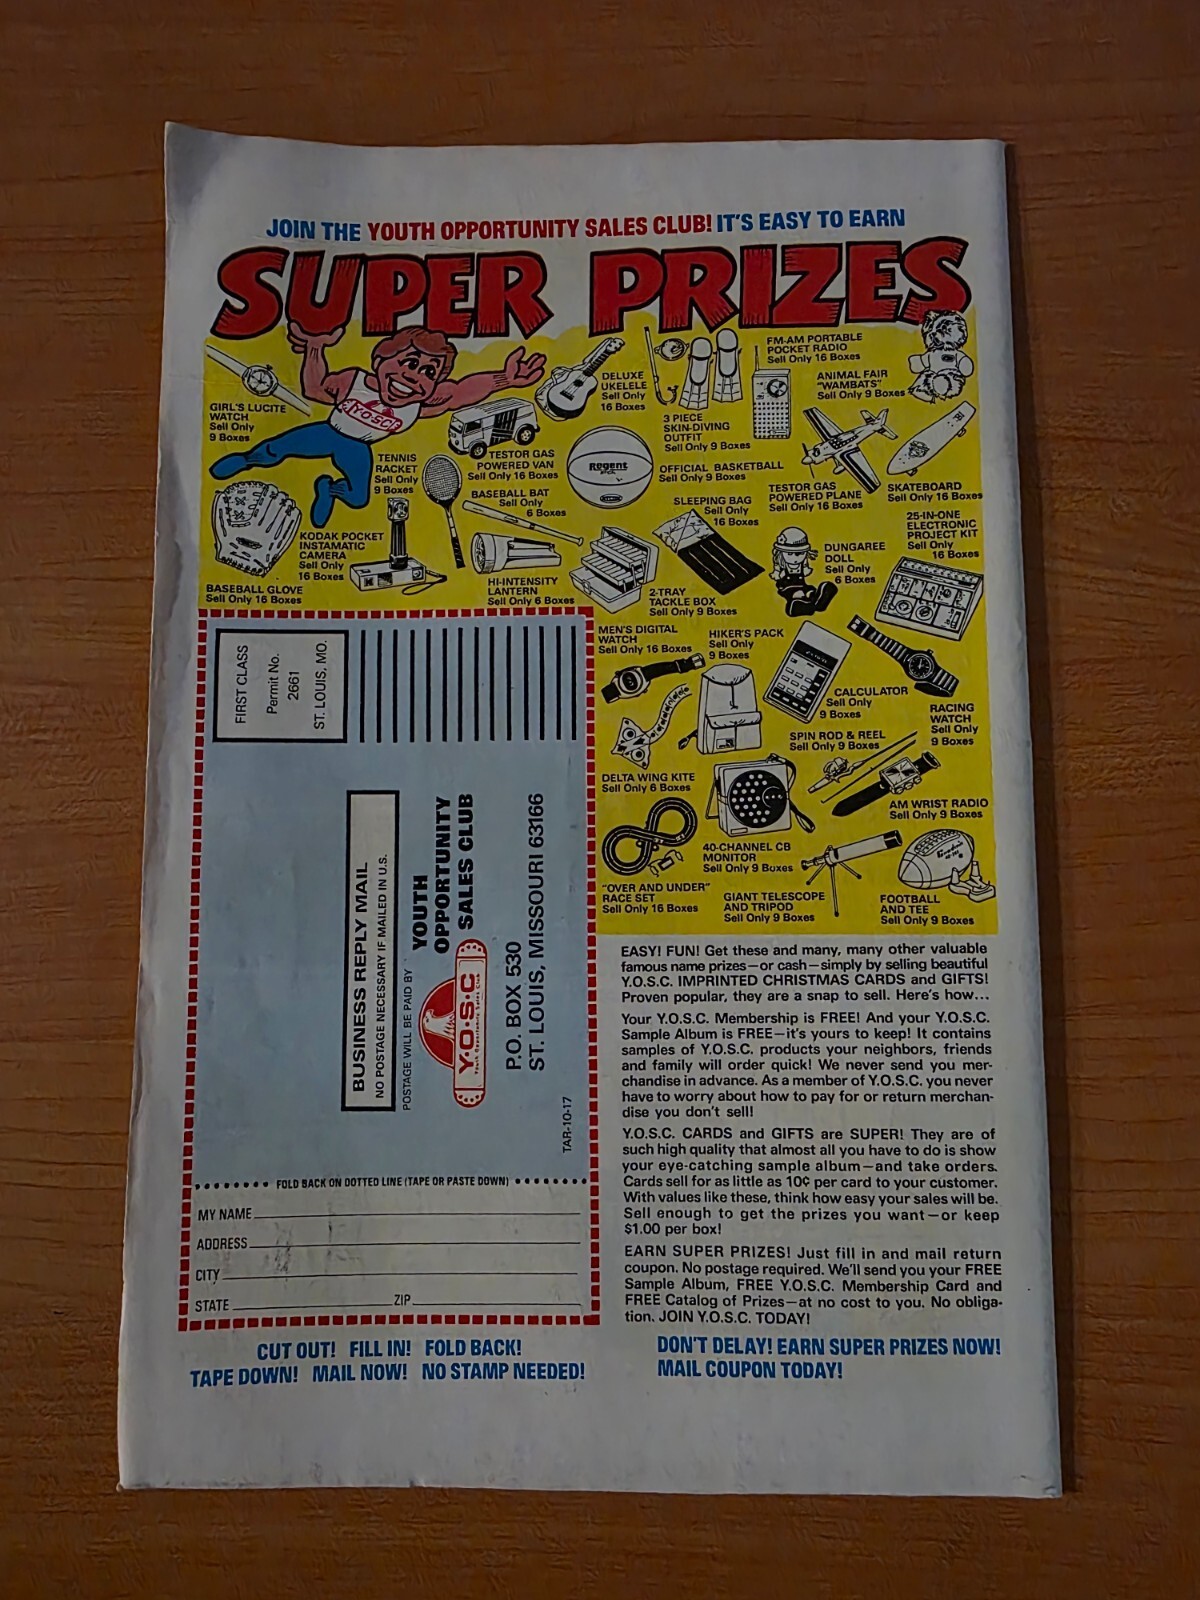 JOIN THE YOUTH OPPORTUNITY SALES CLUB! IT'S EASY TO EARN
SUPER PRIZES
Y.O.S.C.
GIRL'S LUCITE
WATCH
Sell Only
9 Boxes
DELUXE
UKELELE
Sell Only
16 Boxes
3 PIECE
SKIN-DIVING
OUTFIT
Sell Only 9 Boxes
FM-AM PORTABLE
POCKET RADIO
Sell Only 16 Boxes
ANIMAL FAIR
"WAMBATS"
Sell Only 9 Boxes
TENNIS
RACKET
Sell Only
9 Boxes
TESTOR GAS
POWERED VAN
Sell Only 16 Boxes
Regent
OFFICIAL BASKETBALL
Sell Only 9 Boxes
TESTOR GAS
POWERED PLANE
Sell Only 16 Boxes
SKATEBOARD
Sell Only 16 Boxes
BASEBALL BAT
Sell Only
6 Boxes
SLEEPING BAG
Sell Only
16 Boxes
25-IN-ONE
ELECTRONIC
PROJECT KIT
Sell Only
16 Boxes
KODAK POCKET
INSTAMATIC
CAMERA
Sell Only
16 Boxes
DUNGAREE
DOLL
Sell Only
6 Boxes
BASEBALL GLOVE
Sell Only 16 Boxes
HI-INTENSITY
LANTERN
Sell Only 6 Boxes
2-TRAY
TACKLE BOX
Sell Only 9 Boxes
MEN'S DIGITAL
WATCH
Sell Only 16 Boxes
HIKER'S PACK
Sell Only
9 Boxes
CALCULATOR
Sell Only
9 Boxes
RACING
WATCH
Sell Only
9 Boxes
SPIN ROD & REEL
Sell Only 9 Boxes
DELTA WING KITE
Sell Only 6 Boxes
AM WRIST RADIO
Sell Only 9 Boxes
40-CHANNEL CB
MONITOR
Sell Only 9 Boxes
"OVER AND UNDER"
RACE SET
Sell Only 16 Boxes
GIANT TELESCOPE
AND TRIPOD
Sell Only 9 Boxes
FOOTBALL
AND TEE
Sell Only 9 Boxes
FIRST CLASS
Permit No.
2661
ST. LOUIS, MO.
BUSINESS REPLY MAIL
NO POSTAGE NECESSARY IF MAILED IN U.S.
POSTAGE WILL BE PAID BY
Y.O.S.C
Youth Opportunity Sales Club
YOUTH
OPPORTUNITY
SALES CLUB
P.O. BOX 530
ST. LOUIS, MISSOURI 63166
TAR-10-17
FOLD BACK ON DOTTED LINE (TAPE OR PASTE DOWN)
MY NAME
ADDRESS
CITY
STATE ZIP
CUT OUT! FILL IN! FOLD BACK!
TAPE DOWN! MAIL NOW! NO STAMP NEEDED!
EASY! FUN! Get these and many, many other valuable
famous name prizes—or cash—simply by selling beautiful
Y.O.S.C. IMPRINTED CHRISTMAS CARDS and GIFTS!
Proven popular, they are a snap to sell. Here's how...
Your Y.O.S.C. Membership is FREE! And your Y.O.S.C.
Sample Album is FREE—it's yours to keep! It contains
samples of Y.O.S.C. products your neighbors, friends
and family will order quick! We never send you mer-
chandise in advance. As a member of Y.O.S.C. you never
have to worry about how to pay for or return merchan-
dise you don't sell!
Y.O.S.C. CARDS and GIFTS are SUPER! They are of
such high quality that almost all you have to do is show
your eye-catching sample album—and take orders.
Cards sell for as little as 10¢ per card to your customer.
With values like these, think how easy your sales will be.
Sell enough to get the prizes you want—or keep
$1.00 per box!
EARN SUPER PRIZES! Just fill in and mail return
coupon. No postage required. We'll send you your FREE
Sample Album, FREE Y.O.S.C. Membership Card and
FREE Catalog of Prizes—at no cost to you. No obliga-
tion. JOIN Y.O.S.C. TODAY!
DON'T DELAY! EARN SUPER PRIZES NOW!
MAIL COUPON TODAY!